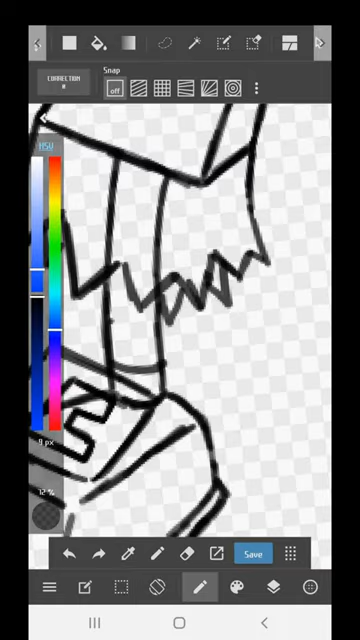 CORRECTION
Snap
off
HSV
9 px
12 %
Save